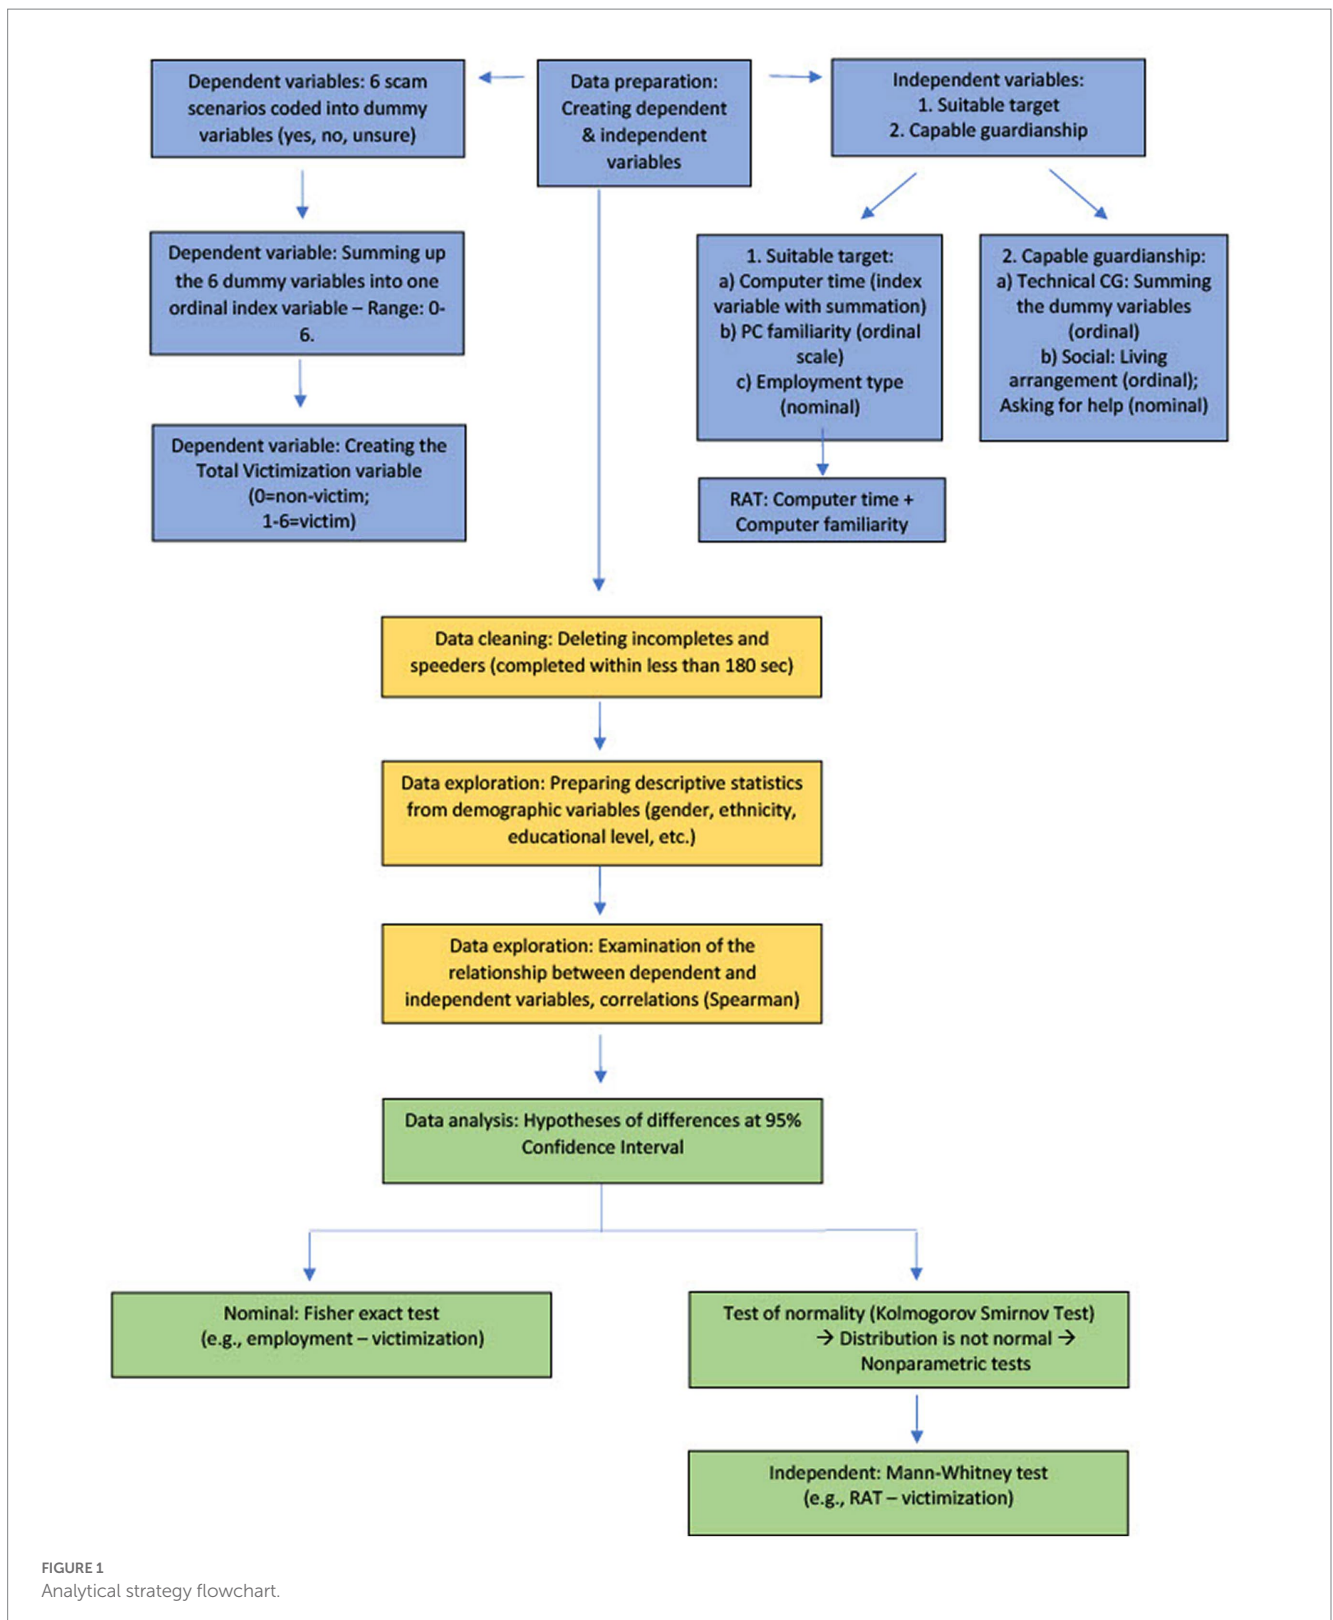 Dependent variables: 6 scam
scenarios coded into dummy
variables (yes, no, unsure)
Data preparation:
Creating dependent
& independent
variables
Independent variables:
1. Suitable target
2. Capable guardianship
Dependent variable: Summing up
the 6 dummy variables into one
ordinal index variable – Range: 0-
6.
1. Suitable target:
a) Computer time (index
variable with summation)
b) PC familiarity (ordinal
scale)
c) Employment type
(nominal)
2. Capable guardianship:
a) Technical CG: Summing
the dummy variables
(ordinal)
b) Social: Living
arrangement (ordinal);
Asking for help (nominal)
Dependent variable: Creating the
Total Victimization variable
(0=non-victim;
1-6=victim)
RAT: Computer time +
Computer familiarity
Data cleaning: Deleting incompletes and
speeders (completed within less than 180 sec)
Data exploration: Preparing descriptive statistics
from demographic variables (gender, ethnicity,
educational level, etc.)
Data exploration: Examination of the
relationship between dependent and
independent variables, correlations (Spearman)
Data analysis: Hypotheses of differences at 95%
Confidence Interval
Nominal: Fisher exact test
(e.g., employment – victimization)
Test of normality (Kolmogorov Smirnov Test)
→ Distribution is not normal →
Nonparametric tests
Independent: Mann-Whitney test
(e.g., RAT – victimization)
FIGURE 1
Analytical strategy flowchart.